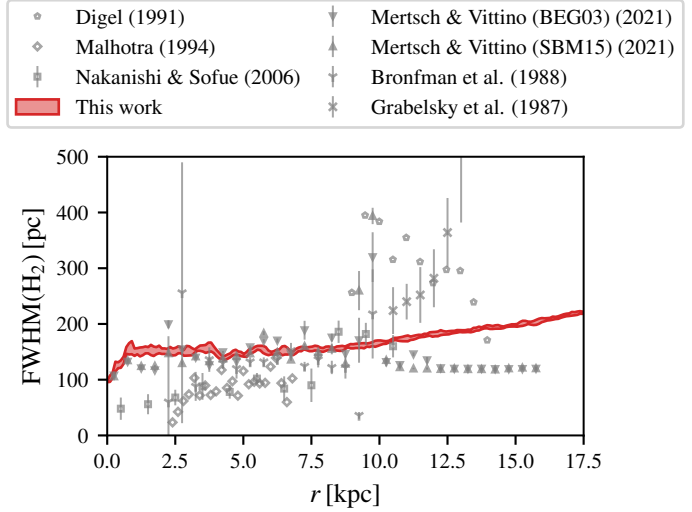 Digel (1991)
Malhotra (1994)
Nakanishi & Sofue (2006)
This work
Mertsch & Vittino (BEG03) (2021)
Mertsch & Vittino (SBM15) (2021)
Bronfman et al. (1988)
Grabelsky et al. (1987)
FWHM(H₂) [pc]
500
400
300
200
100
0
0.0 2.5 5.0 7.5 10.0 12.5 15.0 17.5
r [kpc]